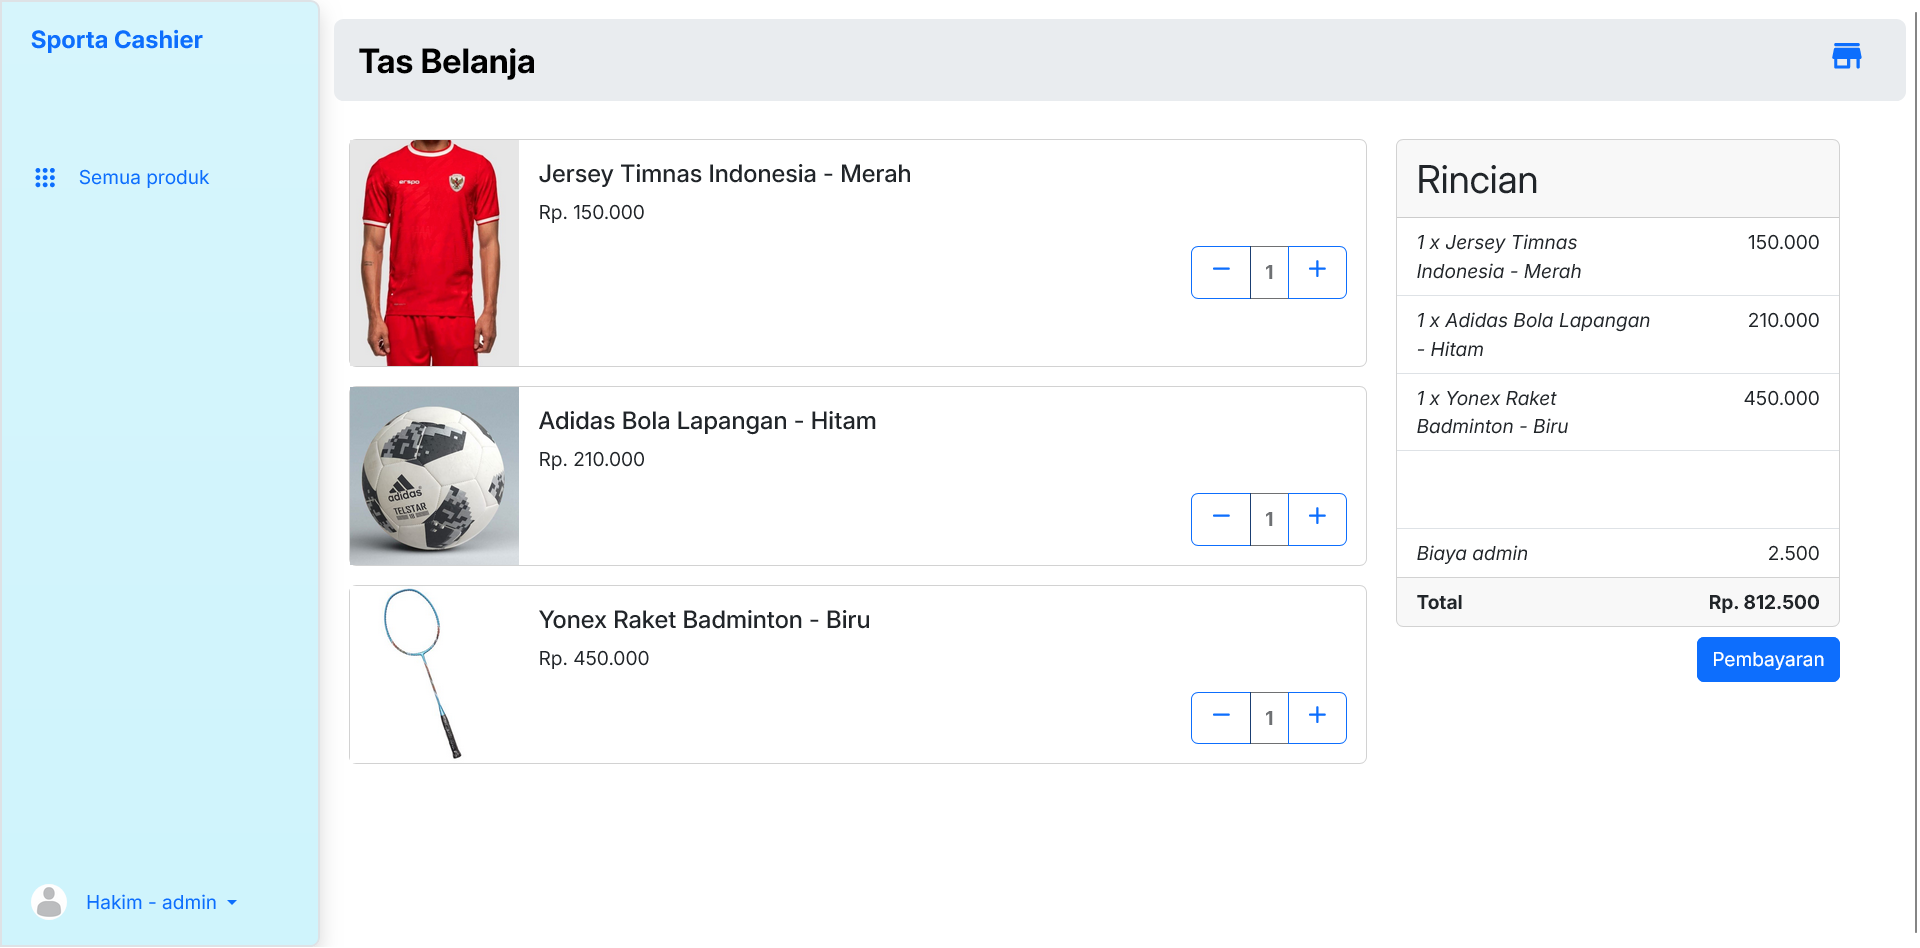 Sporta Cashier
Semua produk
Hakim - admin
Tas Belanja
erspo
Jersey Timnas Indonesia - Merah
Rp. 150.000
1
adidas
TELSTAR
Adidas Bola Lapangan - Hitam
Rp. 210.000
1
Yonex Raket Badminton - Biru
Rp. 450.000
1
Rincian
1 x Jersey Timnas 150.000
Indonesia - Merah
1 x Adidas Bola Lapangan 210.000
- Hitam
1 x Yonex Raket 450.000
Badminton - Biru
Biaya admin 2.500
Total Rp. 812.500
Pembayaran